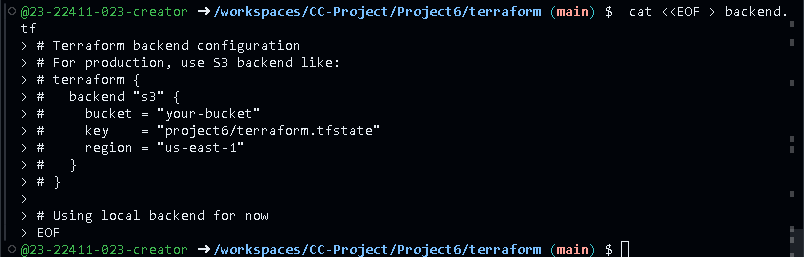 @23-22411-023-creator ➜/workspaces/CC-Project/Project6/terraform (main) $  cat <<EOF > backend.
tf
> # Terraform backend configuration
> # For production, use S3 backend like:
> # terraform {
> #   backend "s3" {
> #     bucket = "your-bucket"
> #     key    = "project6/terraform.tfstate"
> #     region = "us-east-1"
> #   }
> # }
>
> # Using local backend for now
> EOF
@23-22411-023-creator ➜/workspaces/CC-Project/Project6/terraform (main) $